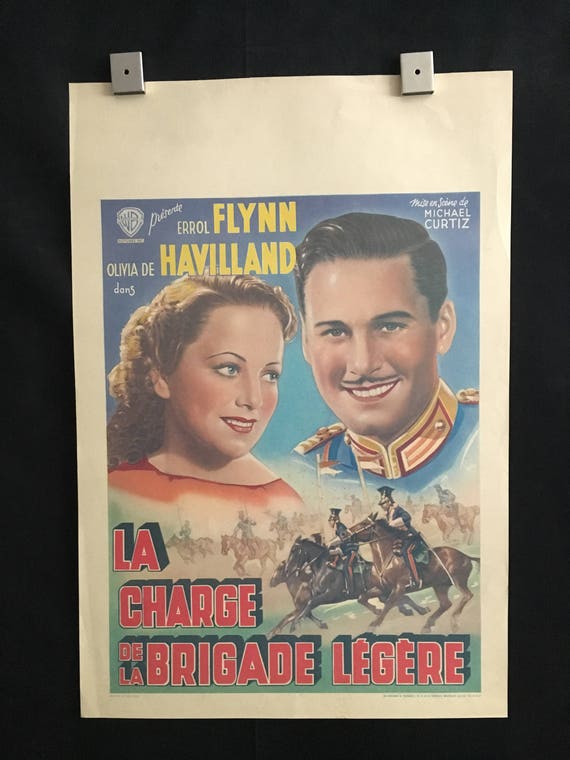 WB
présente
ERROL FLYNN
OLIVIA DE HAVILLAND
dans
Mise en Scène de
MICHAEL
CURTIZ
LA
CHARGE
DE LA BRIGADE LÉGÈRE